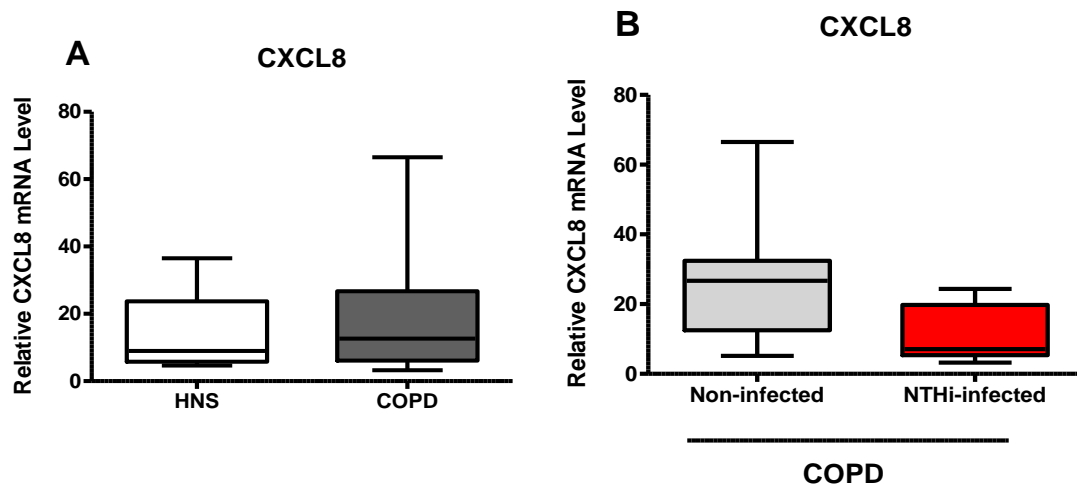 A
CXCL8
Relative CXCL8 mRNA Level
80
60
40
20
0
HNS
COPD
B
CXCL8
Relative CXCL8 mRNA Level
80
60
40
20
0
Non-infected
NTHi-infected
COPD